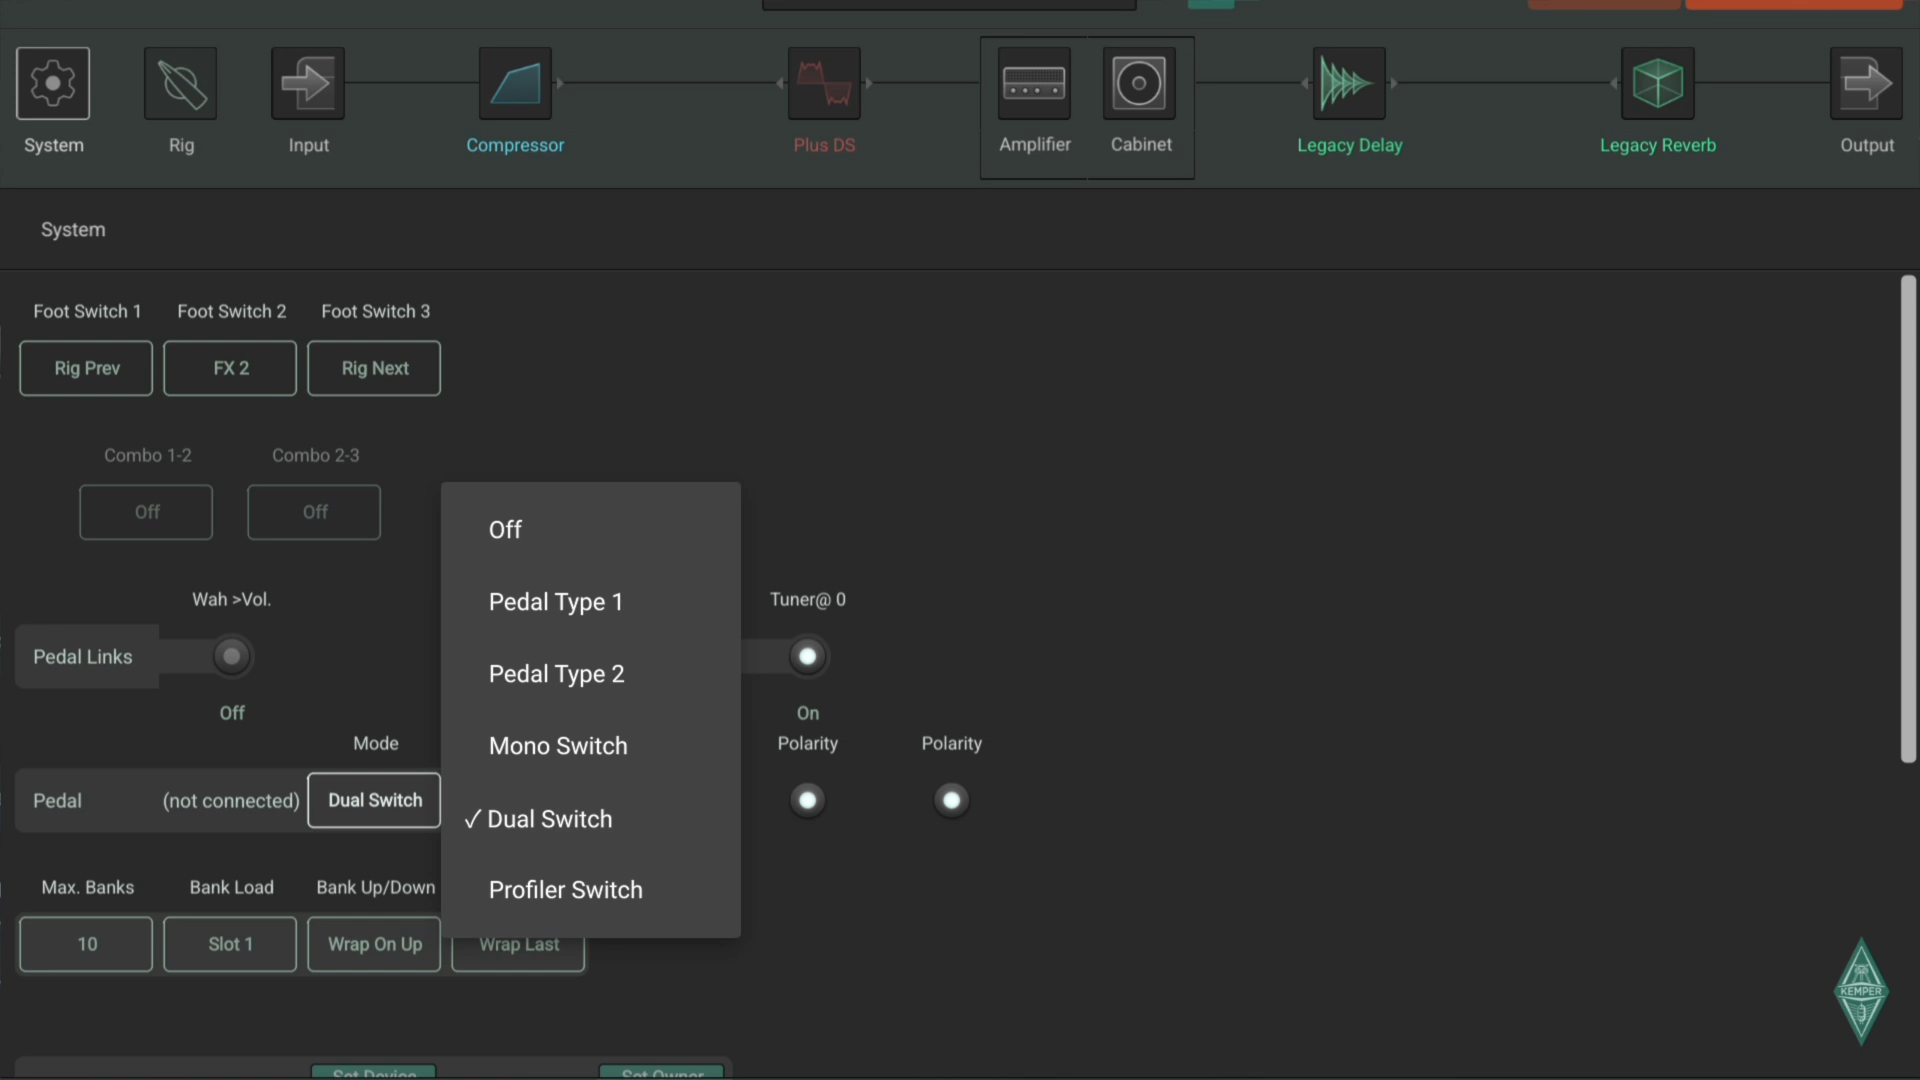 System
Rig
Input
Compressor
Plus DS
Amplifier
Cabinet
Legacy Delay
Legacy Reverb
Output
System
Foot Switch 1
Foot Switch 2
Foot Switch 3
Rig Prev
FX 2
Rig Next
Combo 1-2
Combo 2-3
Off
Off
Off
Pedal Type 1
Pedal Type 2
Mono Switch
✓ Dual Switch
Profiler Switch
Wah >Vol.
Tuner@ 0
Pedal Links
Off
On
Mode
Polarity
Polarity
Pedal
(not connected)
Dual Switch
Max. Banks
Bank Load
Bank Up/Down
10
Slot 1
Wrap On Up
Wrap Last
KEMPER
Set Device
Set Owner